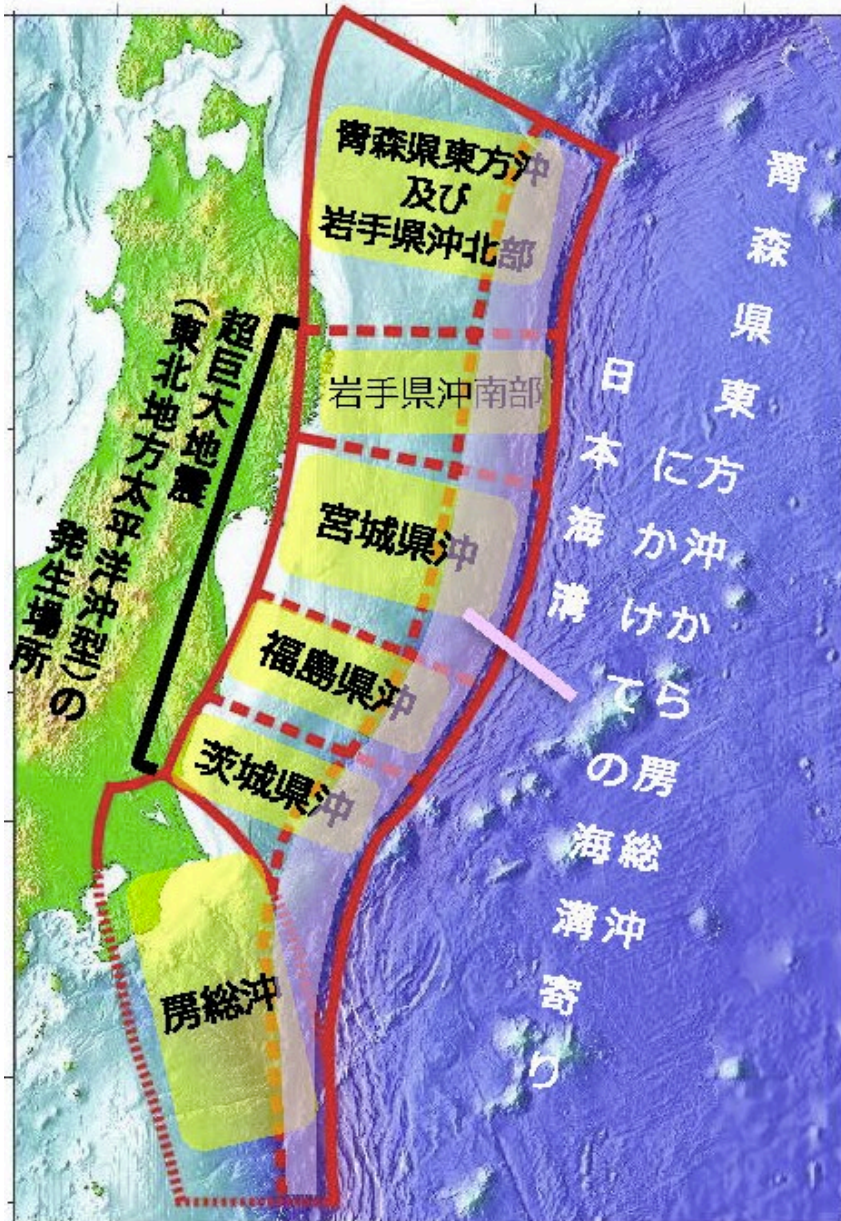 青森県東方沖
及び
岩手県沖北部
岩手県沖南部
宮城県沖
福島県沖
茨城県沖
房総沖
超巨大地震
(東北地方太平洋沖型)の
発生場所
日本海溝
青森県東方沖から房総沖
にかけての海溝寄り